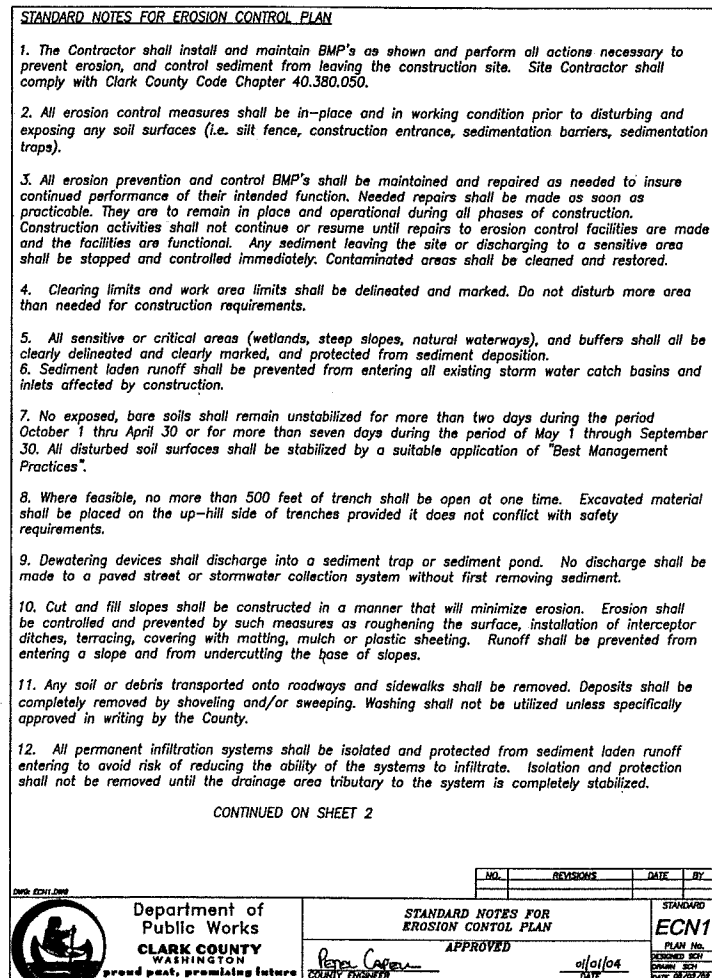 STANDARD NOTES FOR EROSION CONTROL PLAN
1. The Contractor shall install and maintain BMP's as shown and perform all actions necessary to
prevent erosion, and control sediment from leaving the construction site. Site Contractor shall
comply with Clark County Code Chapter 40.380.050.
2. All erosion control measures shall be in-place and in working condition prior to disturbing and
exposing any soil surfaces (i.e. silt fence, construction entrance, sedimentation barriers, sedimentation
traps).
3. All erosion prevention and control BMP's shall be maintained and repaired as needed to insure
continued performance of their intended function. Needed repairs shall be made as soon as
practicable. They are to remain in place and operational during all phases of construction.
Construction activities shall not continue or resume until repairs to erosion control facilities are made
and the facilities are functional. Any sediment leaving the site or discharging to a sensitive area
shall be stopped and controlled immediately. Contaminated areas shall be cleaned and restored.
4. Clearing limits and work area limits shall be delineated and marked. Do not disturb more area
than needed for construction requirements.
5. All sensitive or critical areas (wetlands, steep slopes, natural waterways), and buffers shall all be
clearly delineated and clearly marked, and protected from sediment deposition.
6. Sediment laden runoff shall be prevented from entering all existing storm water catch basins and
inlets affected by construction.
7. No exposed, bare soils shall remain unstabilized for more than two days during the period
October 1 thru April 30 or for more than seven days during the period of May 1 through September
30. All disturbed soil surfaces shall be stabilized by a suitable application of "Best Management
Practices".
8. Where feasible, no more than 500 feet of trench shall be open at one time. Excavated material
shall be placed on the up-hill side of trenches provided it does not conflict with safety
requirements.
9. Dewatering devices shall discharge into a sediment trap or sediment pond. No discharge shall be
made to a paved street or stormwater collection system without first removing sediment.
10. Cut and fill slopes shall be constructed in a manner that will minimize erosion. Erosion shall
be controlled and prevented by such measures as roughening the surface, installation of interceptor
ditches, terracing, covering with matting, mulch or plastic sheeting. Runoff shall be prevented from
entering a slope and from undercutting the base of slopes.
11. Any soil or debris transported onto roadways and sidewalks shall be removed. Deposits shall be
completely removed by shoveling and/or sweeping. Washing shall not be utilized unless specifically
approved in writing by the County.
12. All permanent infiltration systems shall be isolated and protected from sediment laden runoff
entering to avoid risk of reducing the ability of the systems to infiltrate. Isolation and protection
shall not be removed until the drainage area tributary to the system is completely stabilized.
CONTINUED ON SHEET 2
NO. REVISIONS DATE BY
DWG: ECN1.DWG
Department of
Public Works
CLARK COUNTY
WASHINGTON
proud past, promising future
STANDARD NOTES FOR
EROSION CONTOL PLAN
APPROVED
Peter Capell 01/01/04
COUNTY ENGINEER DATE
STANDARD
ECN1
PLAN No.
DESIGNED SCH
DRAWN SCH
DATE